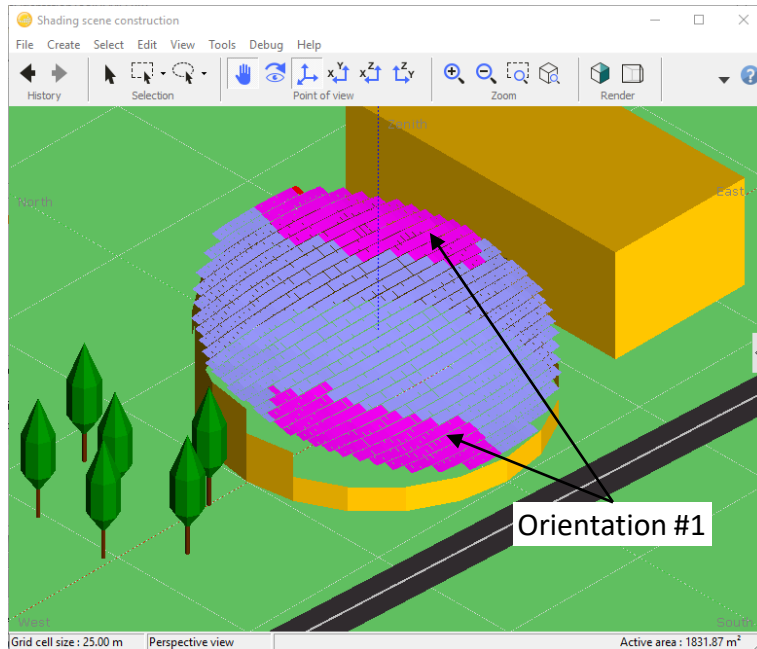 Shading scene construction
File Create Select Edit View Tools Debug Help
History Selection Point of view Zoom Render
Zenith
North
East
Orientation #1
West
South
Grid cell size : 25.00 m Perspective view Active area : 1831.87 m²